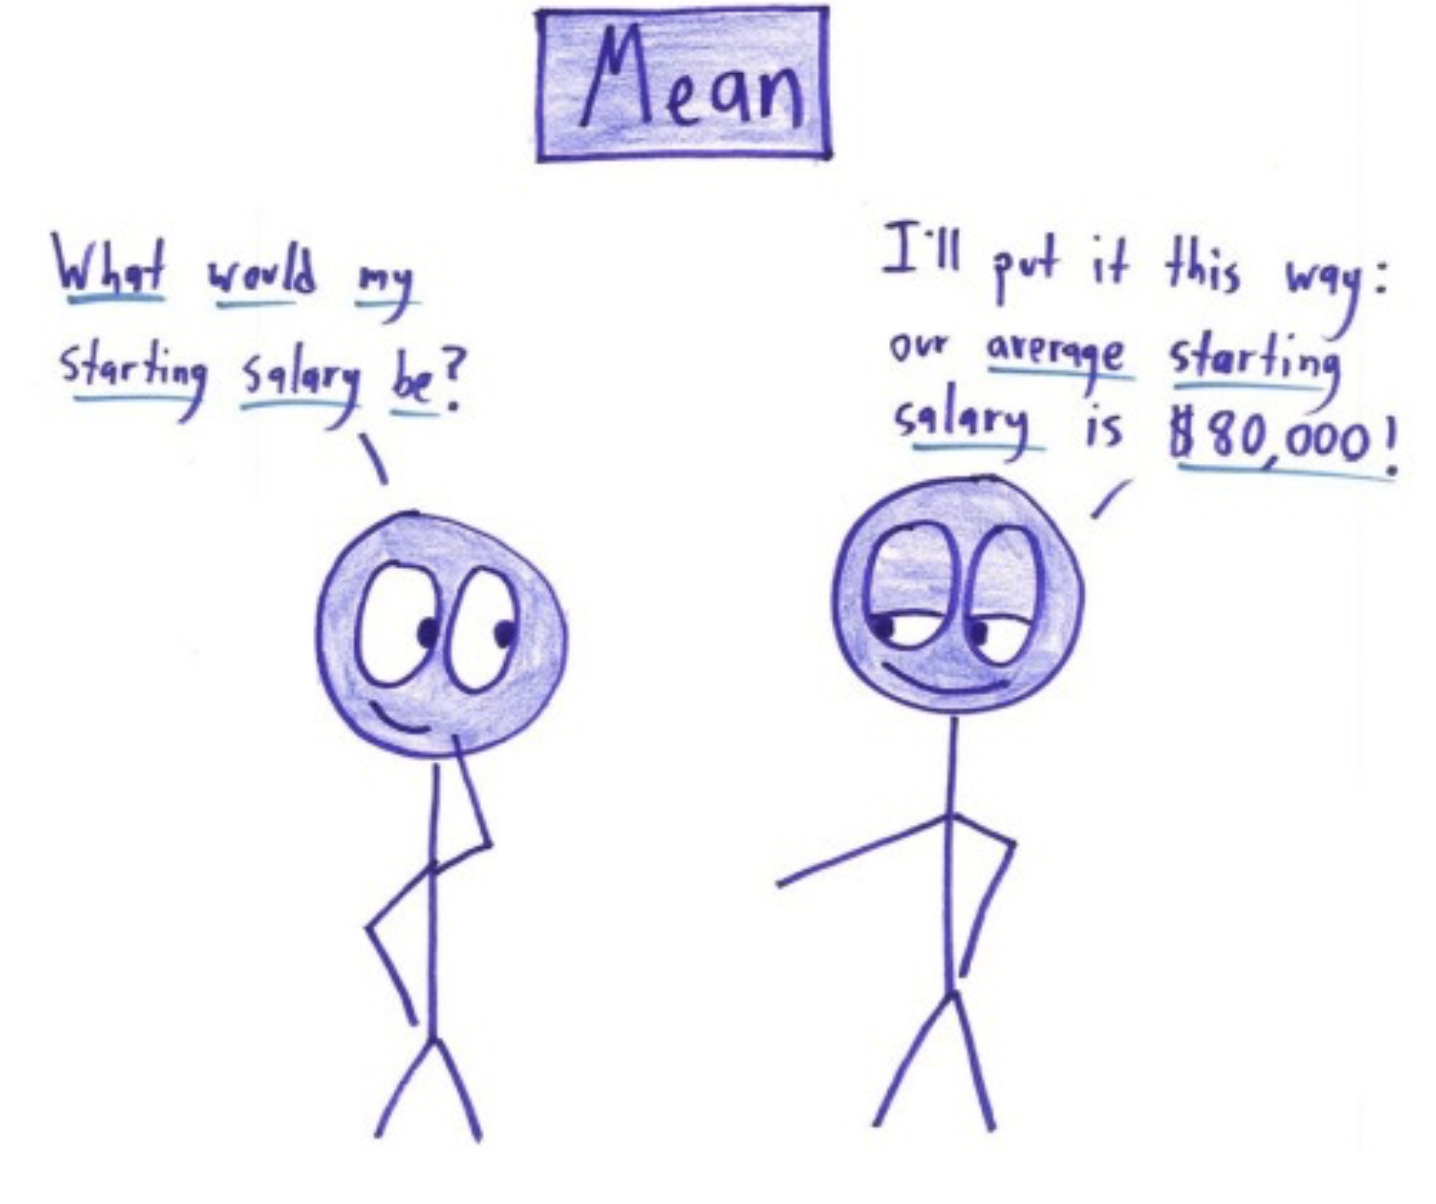 Mean
What would my
starting salary be?
I'll put it this way:
our average starting
salary is $80,000!